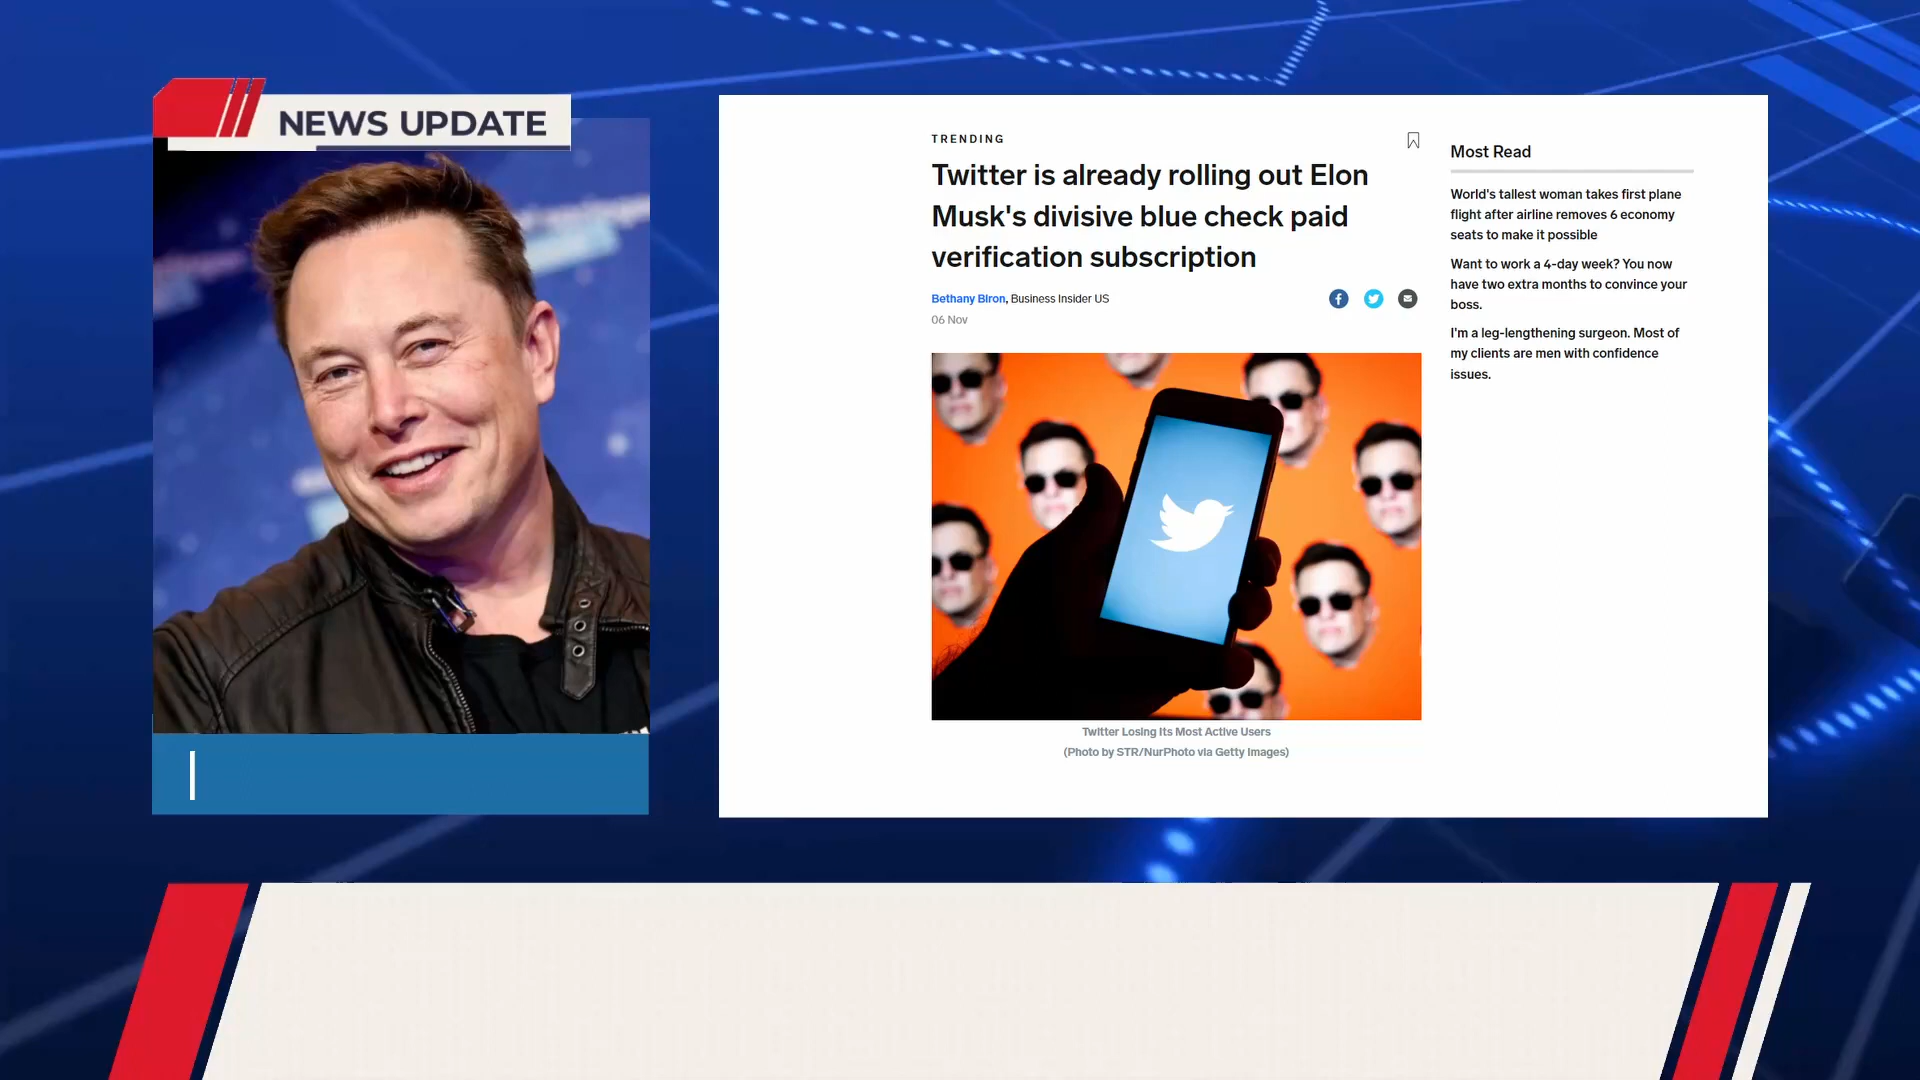 NEWS UPDATE
TRENDING
Twitter is already rolling out Elon
Musk's divisive blue check paid
verification subscription
Bethany Biron, Business Insider US
06 Nov
Twitter Losing Its Most Active Users
(Photo by STR/NurPhoto via Getty Images)
Most Read
World's tallest woman takes first plane
flight after airline removes 6 economy
seats to make it possible
Want to work a 4-day week? You now
have two extra months to convince your
boss.
I'm a leg-lengthening surgeon. Most of
my clients are men with confidence
issues.